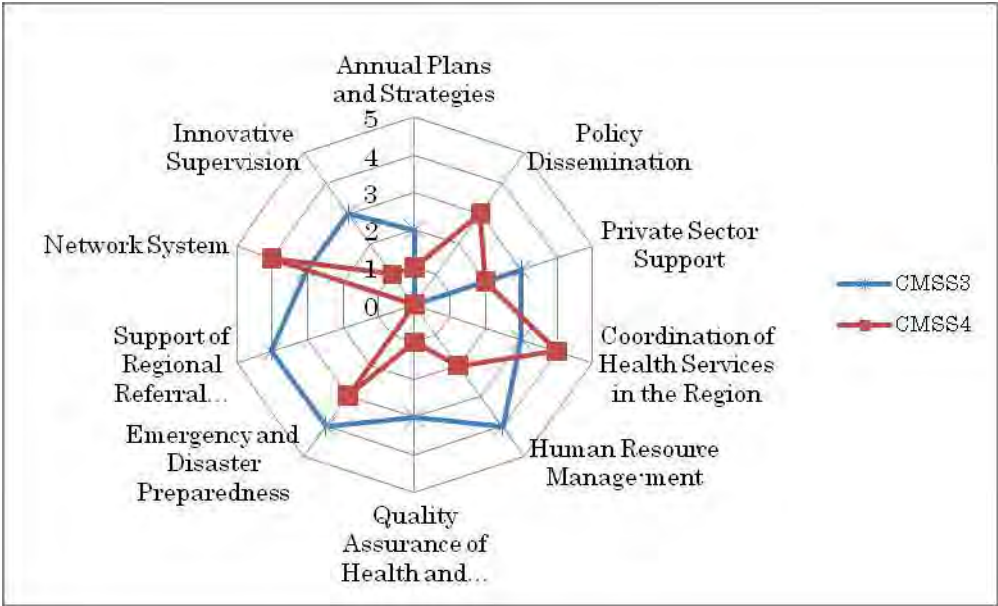 Annual Plans
and Strategies
Policy
Dissemination
Private Sector
Support
Coordination of
Health Services
in the Region
Human Resource
Management
Quality
Assurance of
Health and...
Emergency and
Disaster
Preparedness
Support of
Regional
Referral...
Network System
Innovative
Supervision
5
4
3
2
1
0
CMSS3
CMSS4